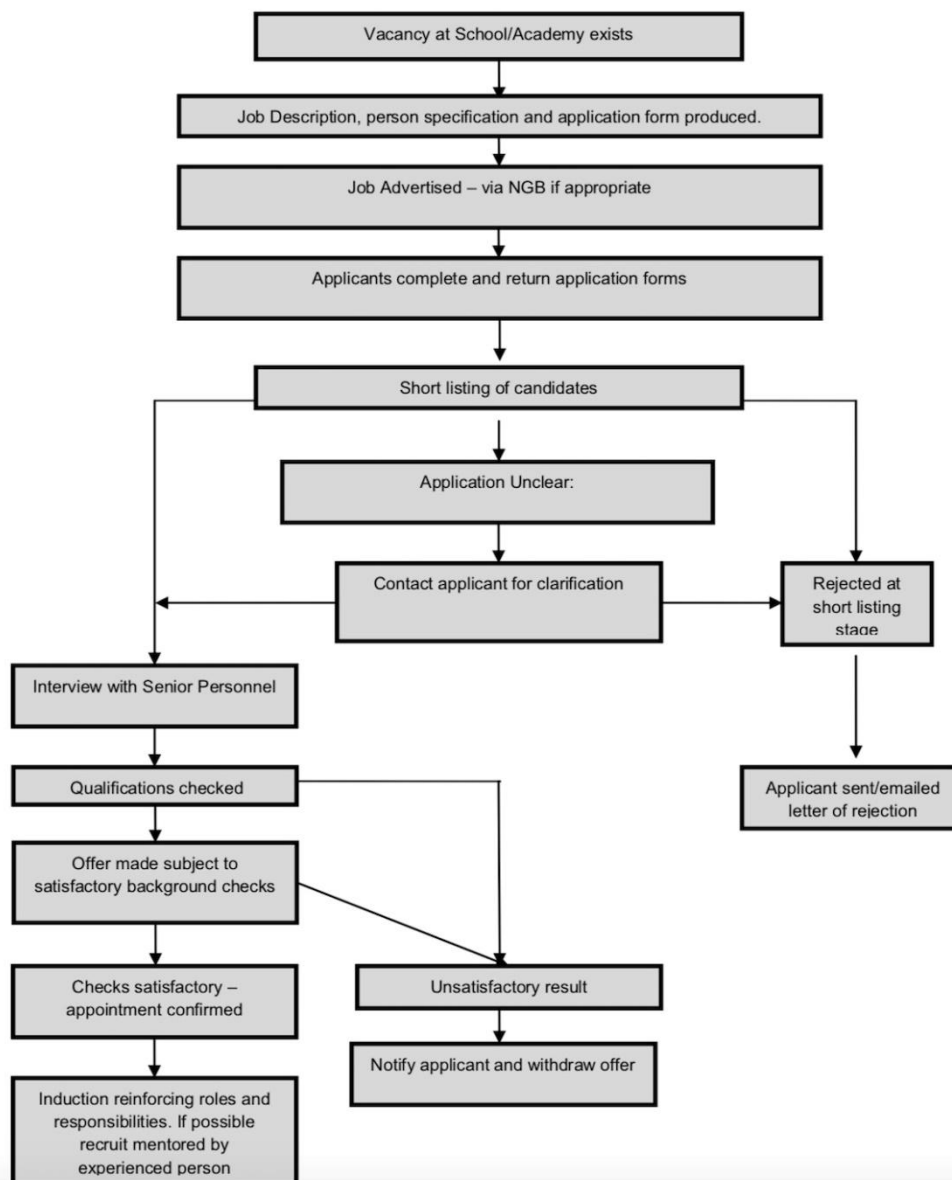 Vacancy at School/Academy exists
Job Description, person specification and application form produced.
Job Advertised – via NGB if appropriate
Applicants complete and return application forms
Short listing of candidates
Application Unclear:
Contact applicant for clarification
Rejected at
short listing
stage
Interview with Senior Personnel
Qualifications checked
Applicant sent/emailed
letter of rejection
Offer made subject to
satisfactory background checks
Checks satisfactory –
appointment confirmed
Unsatisfactory result
Notify applicant and withdraw offer
Induction reinforcing roles and
responsibilities. If possible
recruit mentored by
experienced person